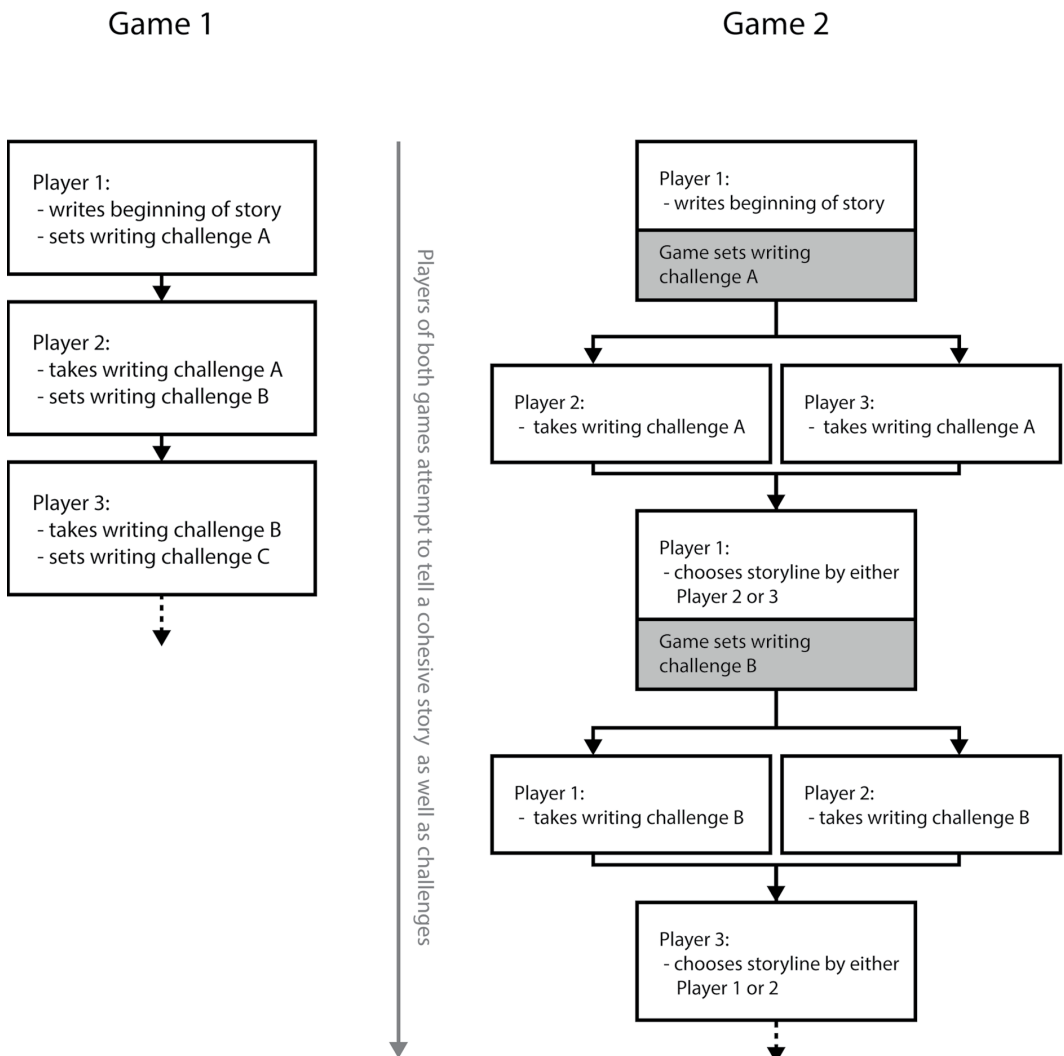 Game 1
Player 1:
- writes beginning of story
- sets writing challenge A
Player 2:
- takes writing challenge A
- sets writing challenge B
Player 3:
- takes writing challenge B
- sets writing challenge C
Players of both games attempt to tell a cohesive story as well as challenges
Game 2
Player 1:
- writes beginning of story
Game sets writing
challenge A
Player 2:
- takes writing challenge A
Player 3:
- takes writing challenge A
Player 1:
- chooses storyline by either
Player 2 or 3
Game sets writing
challenge B
Player 1:
- takes writing challenge B
Player 2:
- takes writing challenge B
Player 3:
- chooses storyline by either
Player 1 or 2